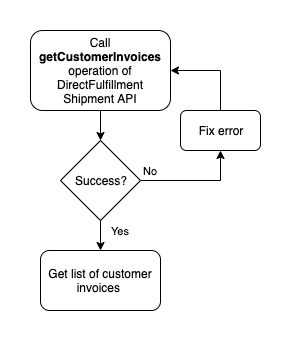 Call
getCustomerInvoices
operation of
DirectFulfillment
Shipment API
Fix error
Success?
No
Yes
Get list of customer
invoices